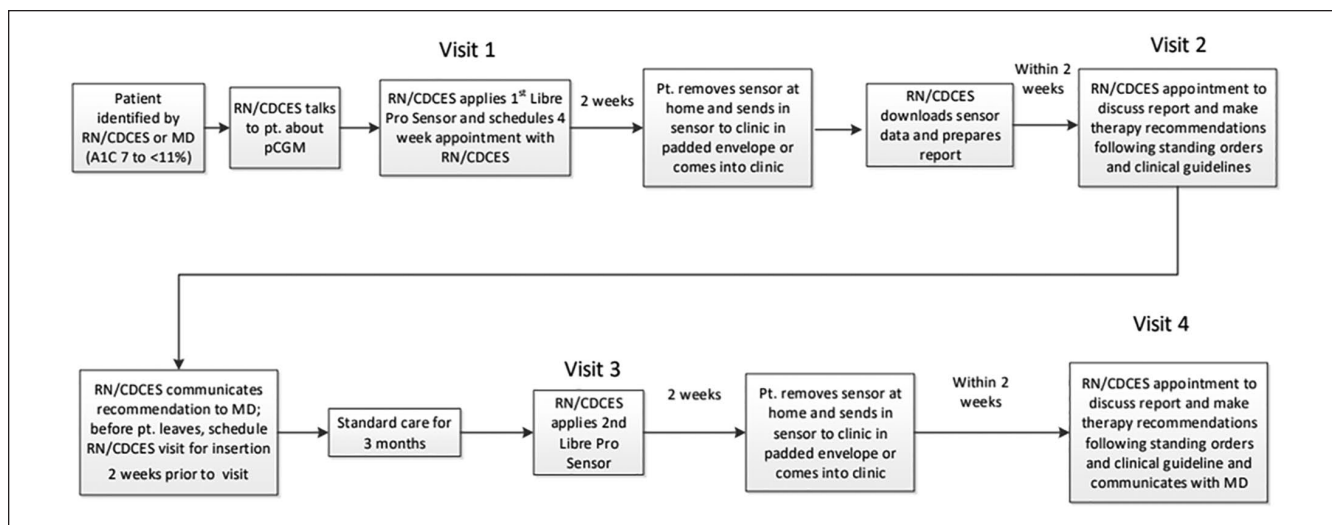 Visit 1
Visit 2
Patient
identified by
RN/CDCES or MD
(A1C 7 to <11%)
RN/CDCES talks
to pt. about
pCGM
RN/CDCES applies 1st Libre
Pro Sensor and schedules 4
week appointment with
RN/CDCES
2 weeks
Pt. removes sensor at
home and sends in
sensor to clinic in
padded envelope or
comes into clinic
RN/CDCES
downloads sensor
data and prepares
report
Within 2
weeks
RN/CDCES appointment to
discuss report and make
therapy recommendations
following standing orders
and clinical guidelines
RN/CDCES communicates
recommendation to MD;
before pt. leaves, schedule
RN/CDCES visit for insertion
2 weeks prior to visit
Standard care for
3 months
Visit 3
RN/CDCES
applies 2nd
Libre Pro
Sensor
2 weeks
Pt. removes sensor at
home and sends in
sensor to clinic in
padded envelope or
comes into clinic
Within 2
weeks
Visit 4
RN/CDCES appointment to
discuss report and make
therapy recommendations
following standing orders
and clinical guideline and
communicates with MD